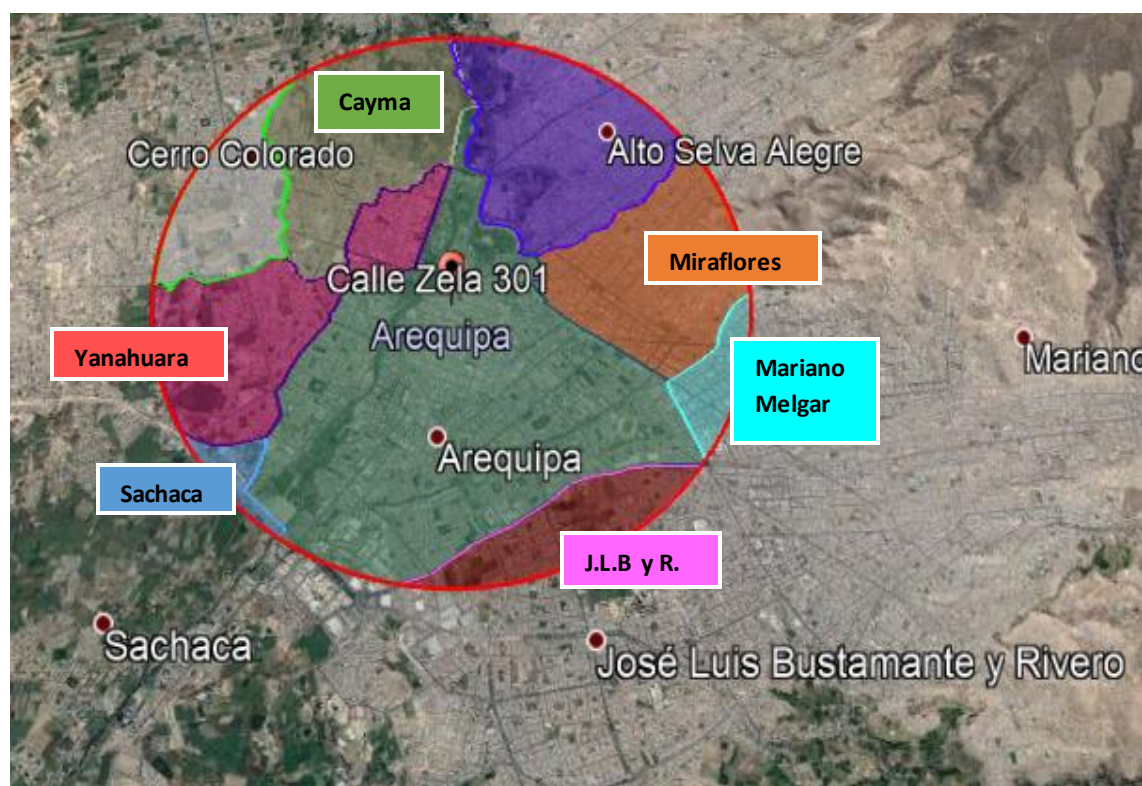 Cayma
Cerro Colorado
Alto Selva Alegre
Miraflores
Calle Zela 301
Arequipa
Yanahuara
Mariano
Mariano
Melgar
Arequipa
Sachaca
J.L.B y R.
Sachaca
José Luis Bustamante y Rivero